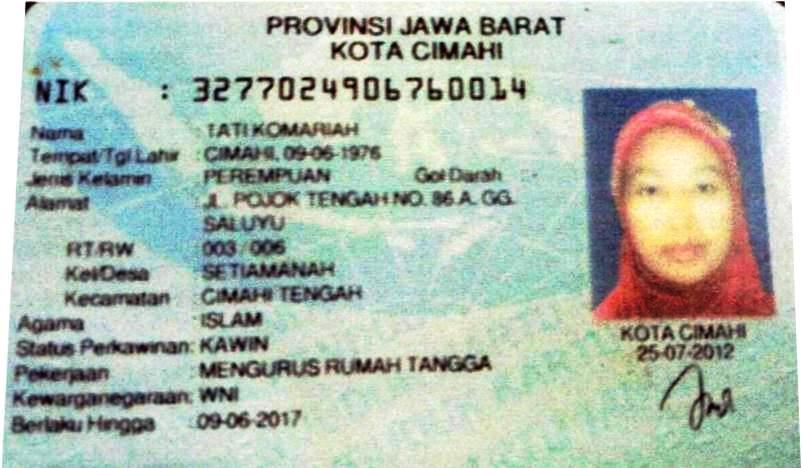 PROVINSI JAWA BARAT
KOTA CIMAHI
NIK : 3277024906760014
Nama : TATI KOMARIAH
Tempat/Tgl Lahir : CIMAHI, 09-06-1976
Jenis Kelamin : PEREMPUAN Gol Darah
Alamat : JL. POJOK TENGAH NO. 86.A. GG.
SALUYU
RT/RW : 003 / 006
Kel/Desa : SETIAMANAH
Kecamatan : CIMAHI TENGAH
Agama : ISLAM
Status Perkawinan: KAWIN
Pekerjaan : MENGURUS RUMAH TANGGA
Kewarganegaraan: WNI
Berlaku Hingga : 09-06-2017
KOTA CIMAHI
25-07-2012